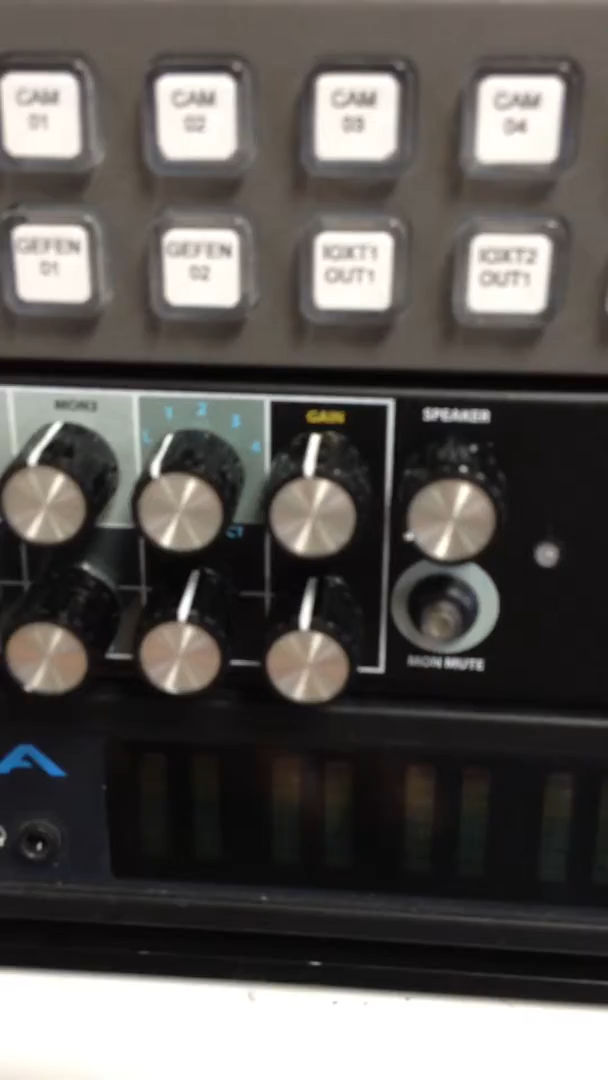 CAM
01
CAM
02
CAM
03
CAM
04
GEFEN
01
GEFEN
02
IOXT1
OUT1
IOXT2
OUT1
MON3
L 1 2 3 4
GAIN
SPEAKER
MON MUTE